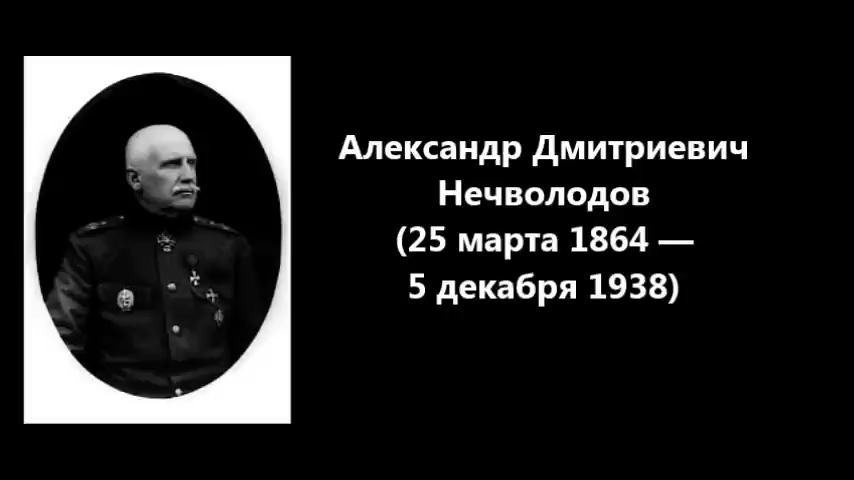 Александр Дмитриевич
Нечволодов
(25 марта 1864 —
5 декабря 1938)